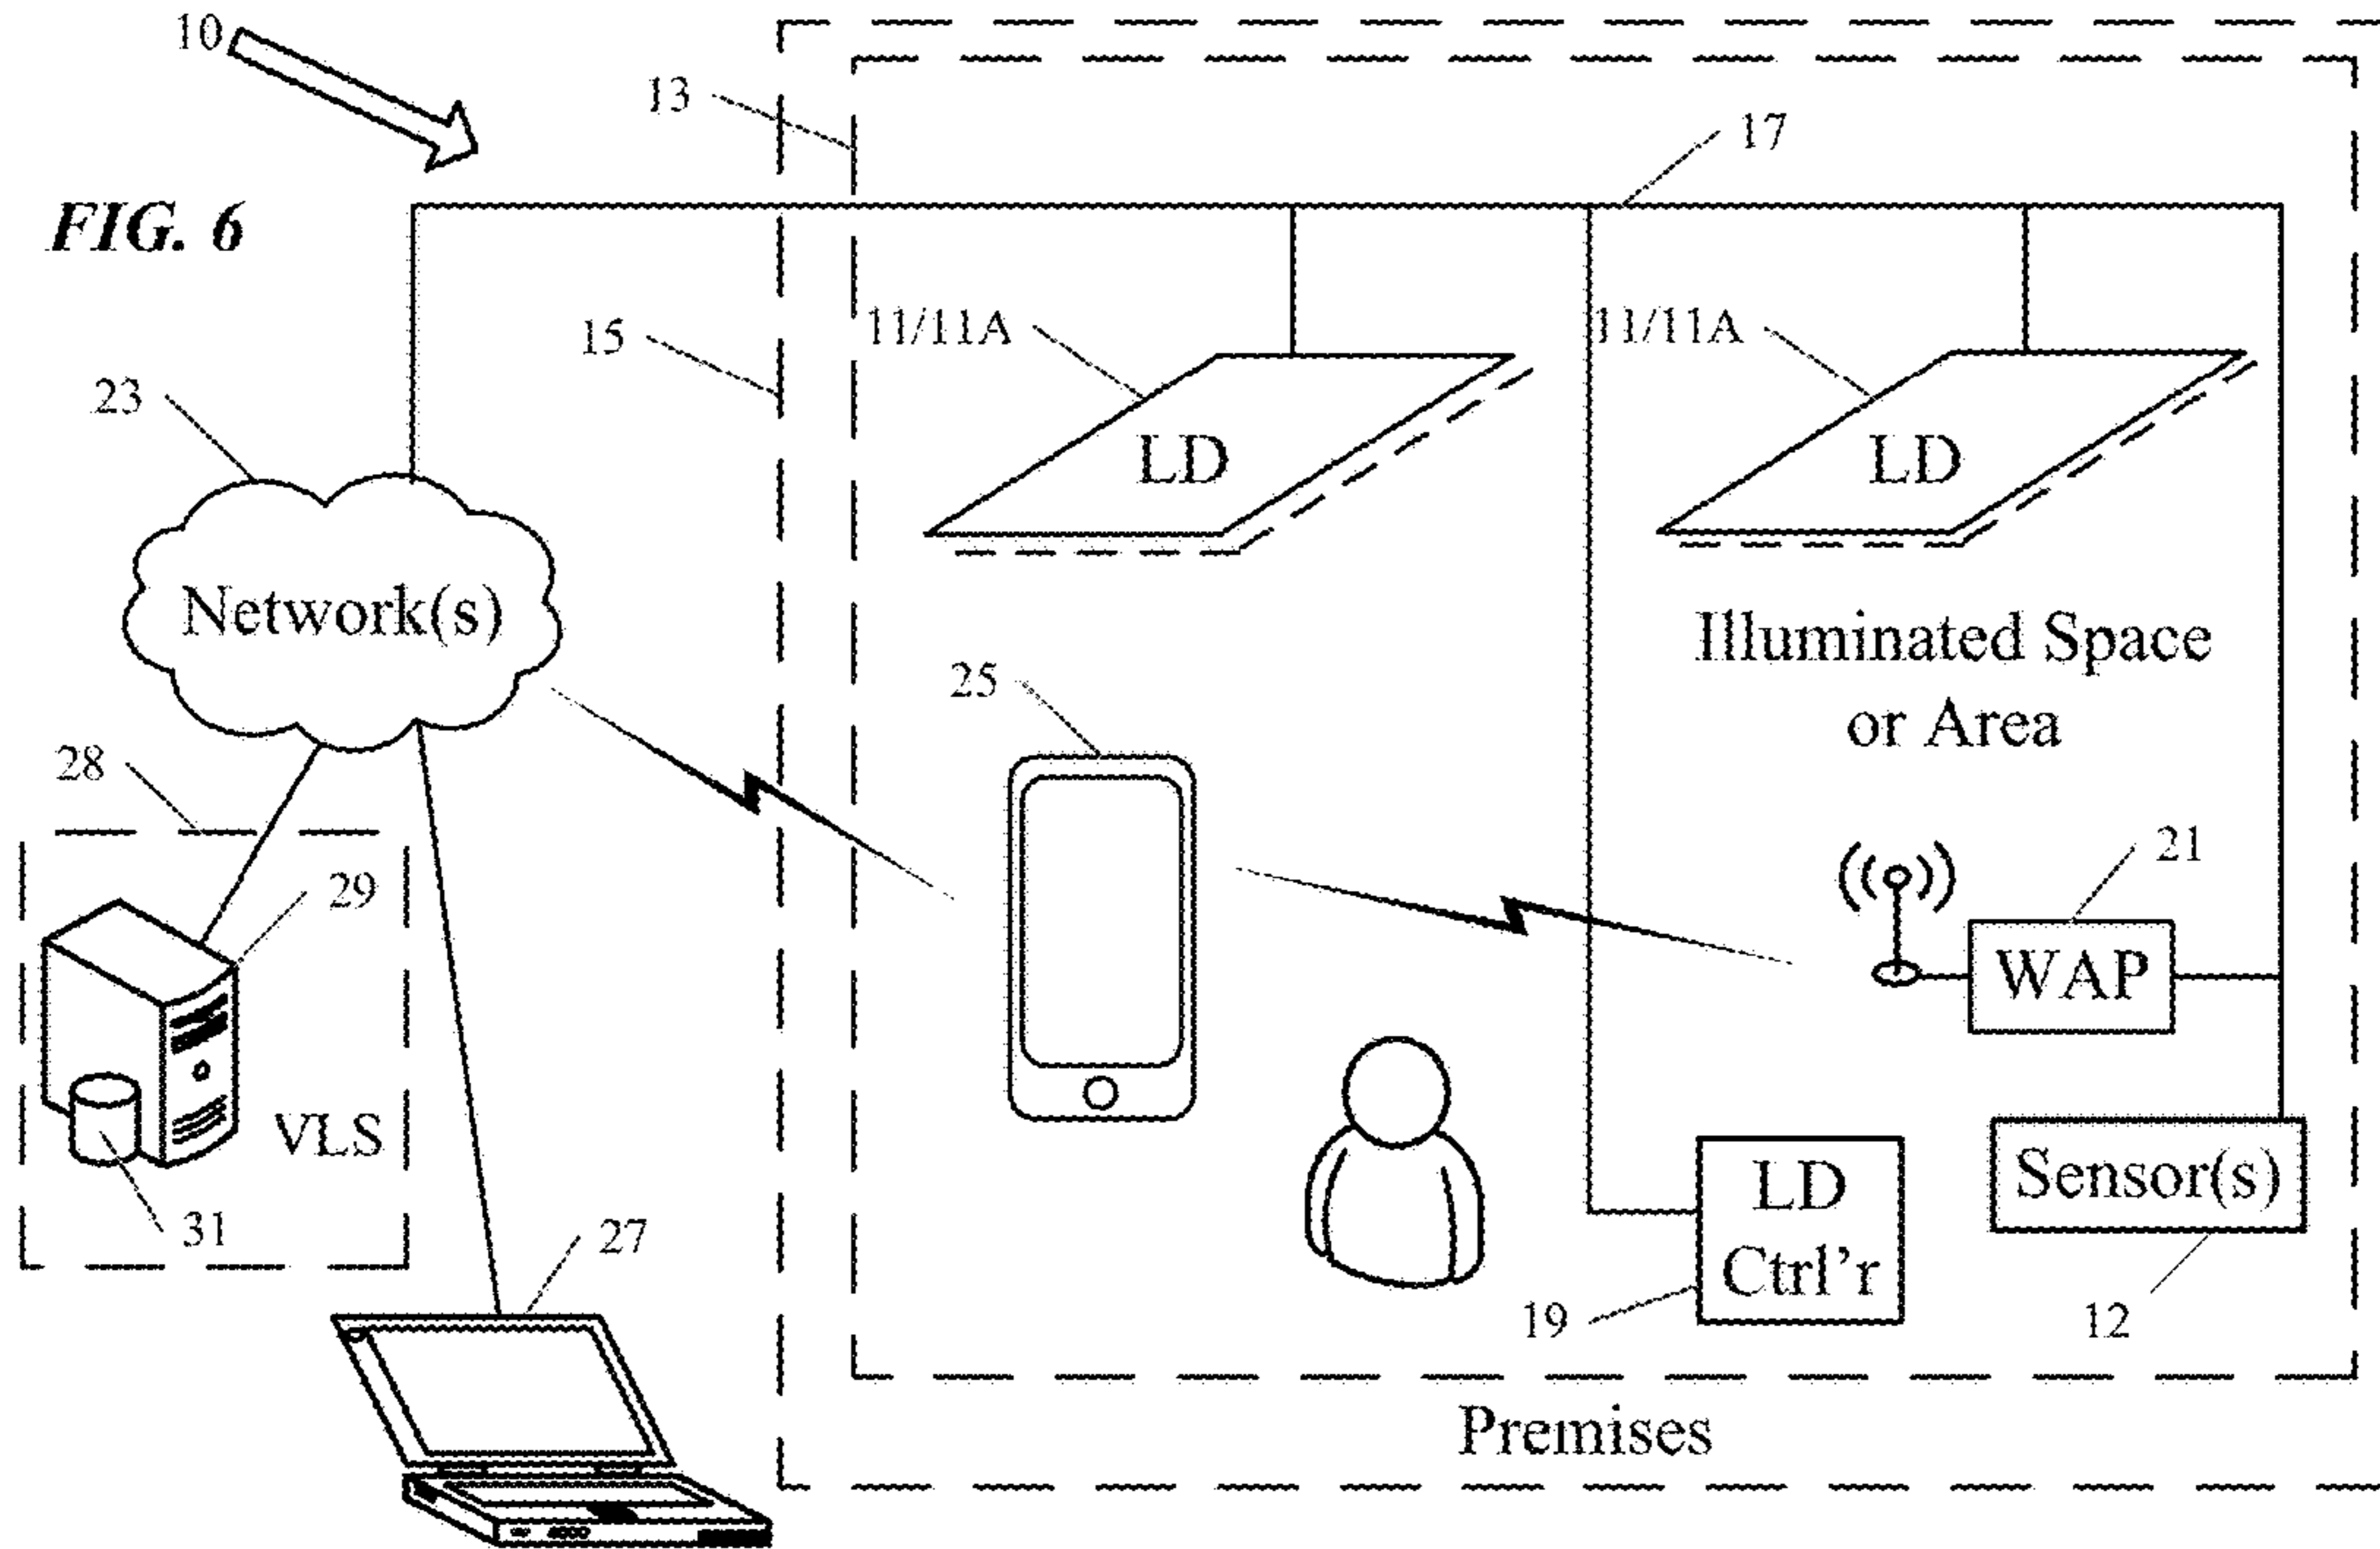 10
13
17
FIG. 6
15
11/11A
11/11A
23
LD
LD
Network(s)
Illuminated Space
or Area
25
28
21
29
WAP
VLS
LD
Ctrl'r
Sensor(s)
31
27
19
12
Premises